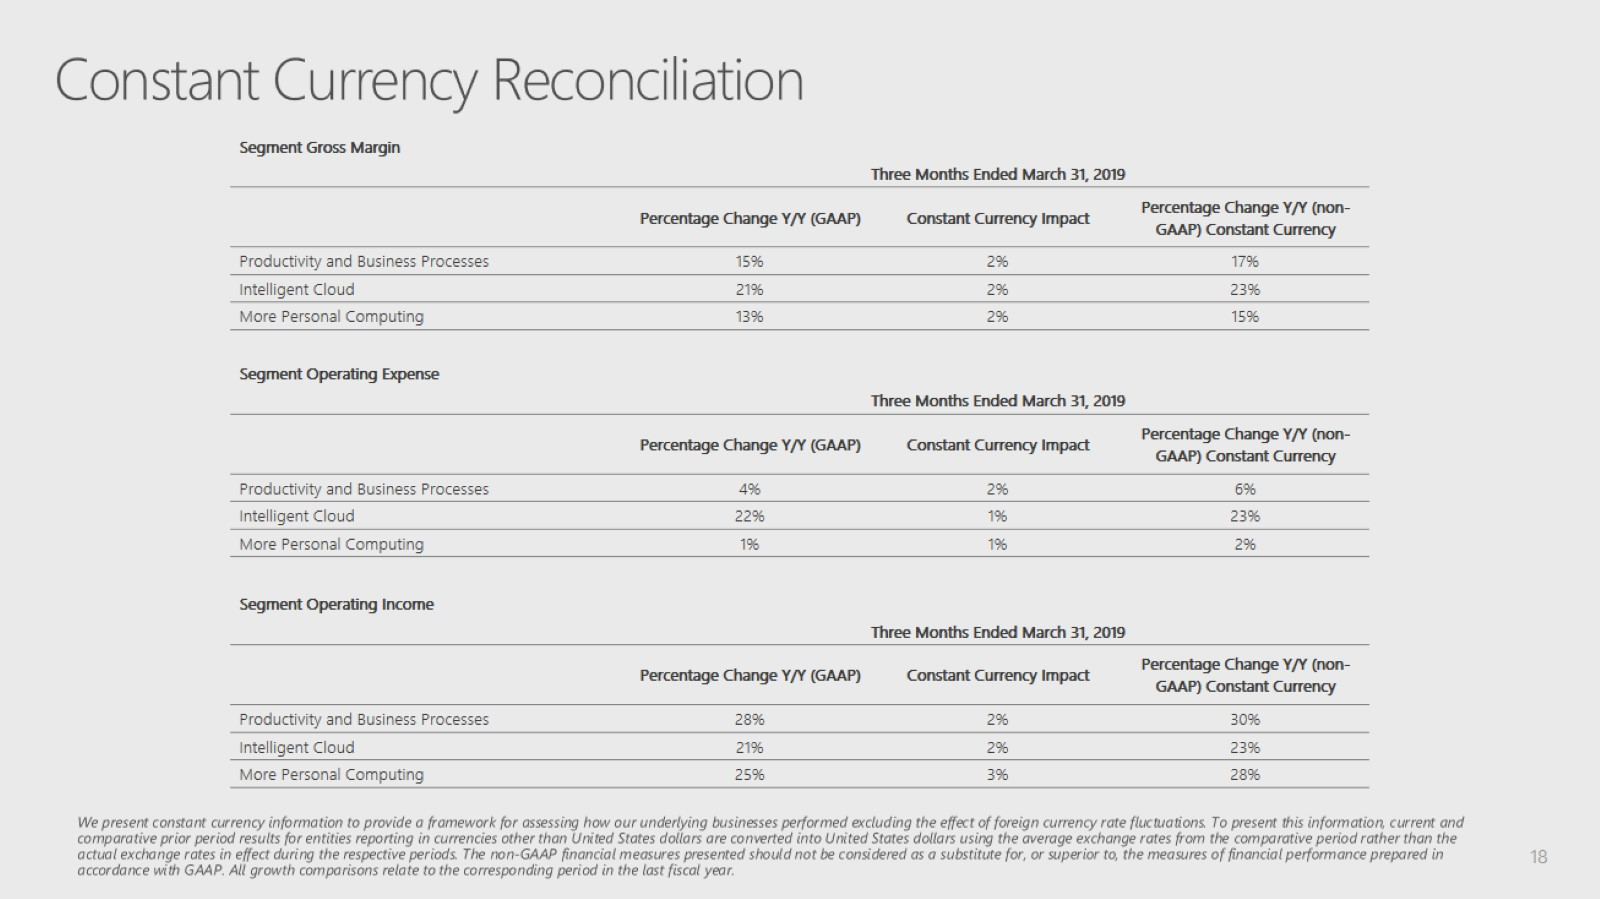 Constant Currency Reconciliation
Segment Gross Margin
Three Months Ended March 31, 2019
Percentage Change Y/Y (GAAP) Constant Currency Impact Percentage Change Y/Y (non-
GAAP) Constant Currency
Productivity and Business Processes 15% 2% 17%
Intelligent Cloud 21% 2% 23%
More Personal Computing 13% 2% 15%
Segment Operating Expense
Three Months Ended March 31, 2019
Percentage Change Y/Y (GAAP) Constant Currency Impact Percentage Change Y/Y (non-
GAAP) Constant Currency
Productivity and Business Processes 4% 2% 6%
Intelligent Cloud 22% 1% 23%
More Personal Computing 1% 1% 2%
Segment Operating Income
Three Months Ended March 31, 2019
Percentage Change Y/Y (GAAP) Constant Currency Impact Percentage Change Y/Y (non-
GAAP) Constant Currency
Productivity and Business Processes 28% 2% 30%
Intelligent Cloud 21% 2% 23%
More Personal Computing 25% 3% 28%
We present constant currency information to provide a framework for assessing how our underlying businesses performed excluding the effect of foreign currency rate fluctuations. To present this information, current and
comparative prior period results for entities reporting in currencies other than United States dollars are converted into United States dollars using the average exchange rates from the comparative period rather than the
actual exchange rates in effect during the respective periods. The non-GAAP financial measures presented should not be considered as a substitute for, or superior to, the measures of financial performance prepared in
accordance with GAAP. All growth comparisons relate to the corresponding period in the last fiscal year.
18